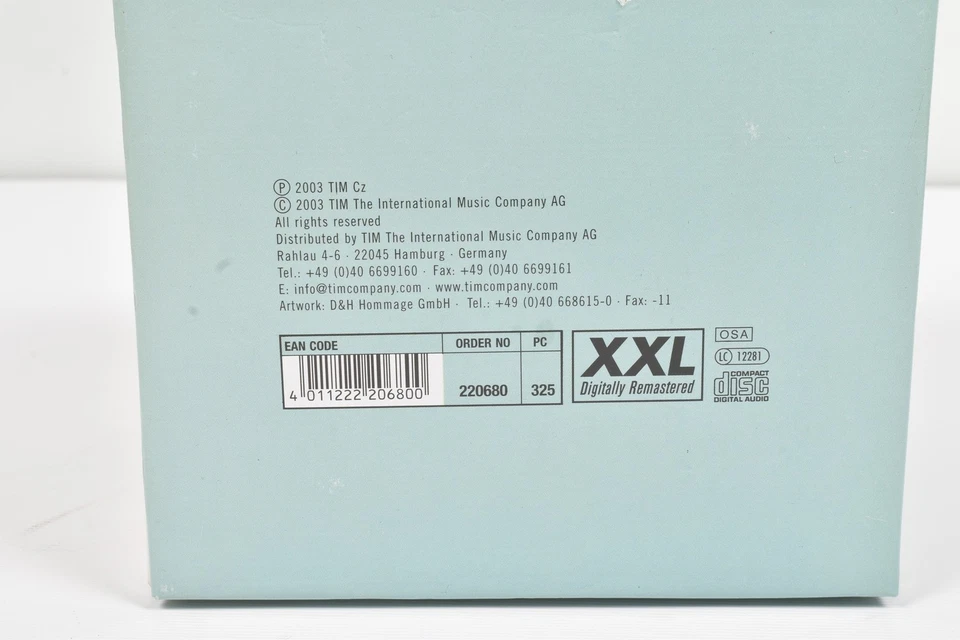 Ⓟ 2003 TIM Cz
Ⓒ 2003 TIM The International Music Company AG
All rights reserved
Distributed by TIM The International Music Company AG
Rahlau 4-6 · 22045 Hamburg · Germany
Tel.: +49 (0)40 6699160 · Fax: +49 (0)40 6699161
E: info@timcompany.com · www.timcompany.com
Artwork: D&H Hommage GmbH · Tel.: +49 (0)40 668615-0 · Fax: -11
EAN CODE ORDER NO PC
4 011222 206800 220680 325
XXL
Digitally Remastered
OSA
LC 12281
COMPACT
disc
DIGITAL AUDIO